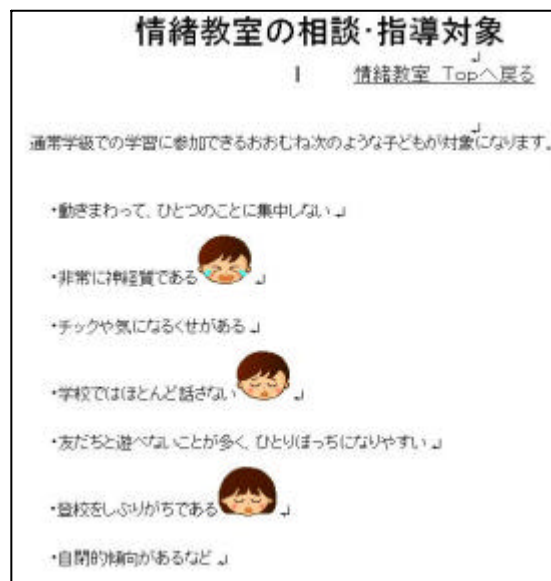 情緒教室の相談・指導対象
情緒教室 Topへ戻る
通常学級での学習に参加できるおおむね次のような子どもが対象になります。
・動きまわって、ひとつのことに集中しない
・非常に神経質である
・チックや気になるくせがある
・学校ではほとんど話さない
・友だちと遊べないことが多く、ひとりぼっちになりやすい
・登校をしぶりがちである
・自閉的傾向があるなど